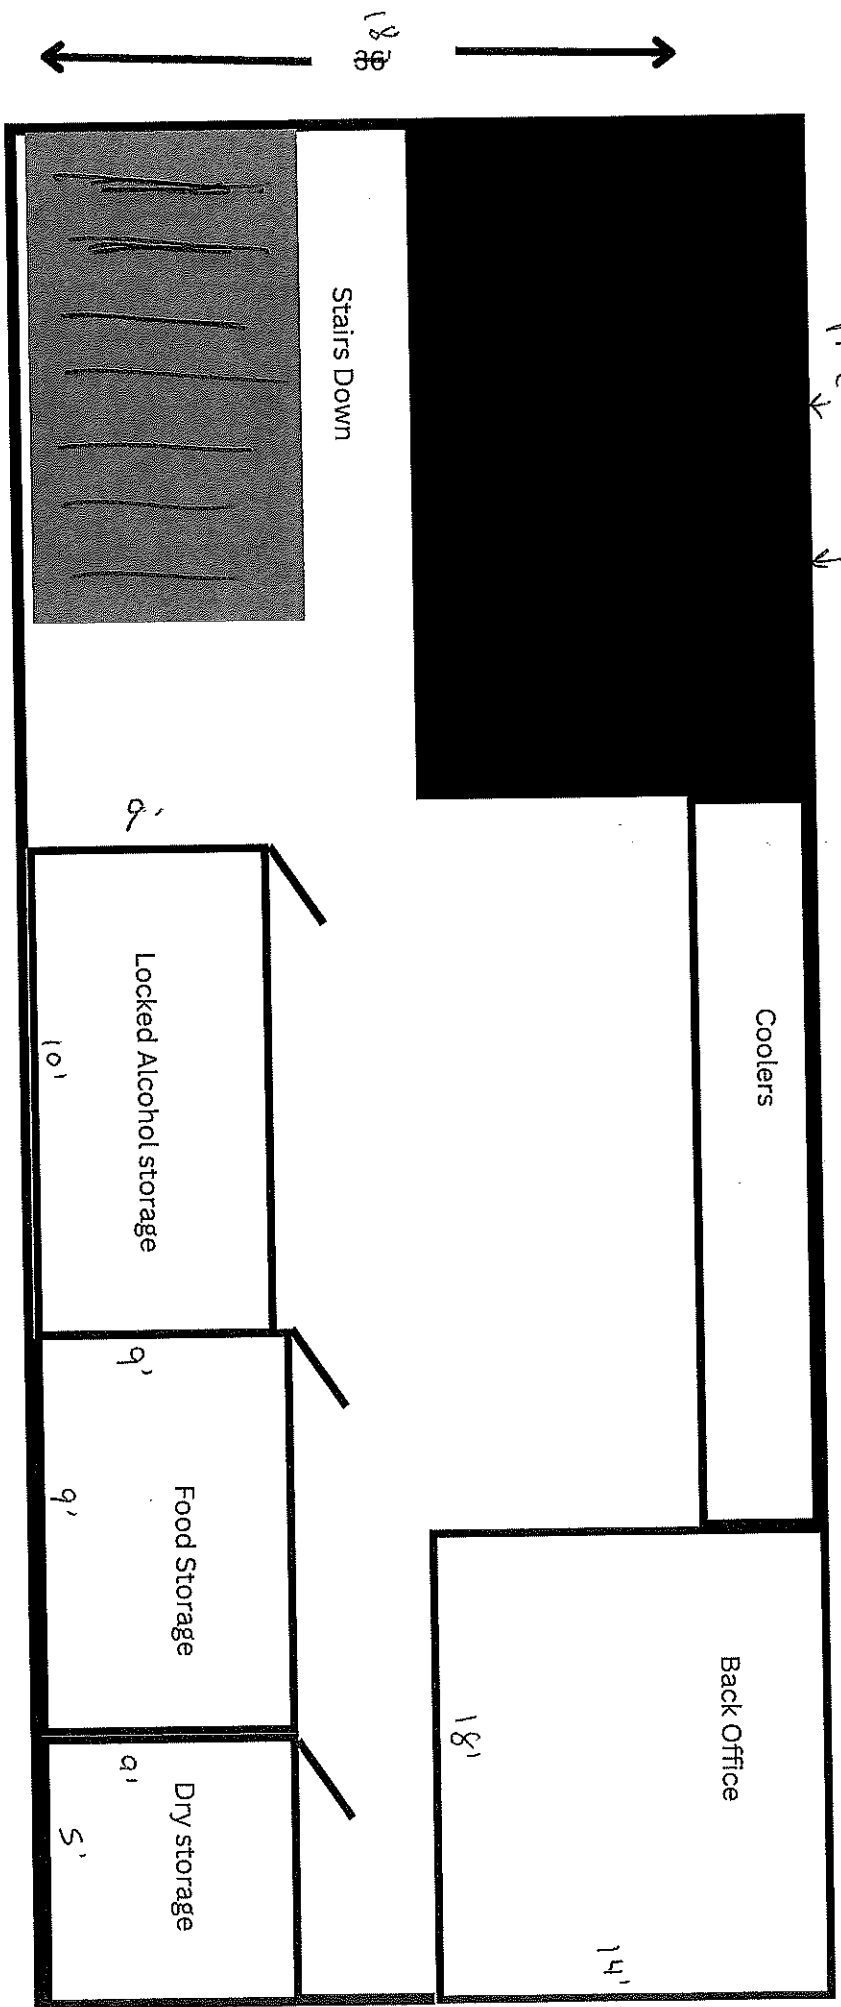 18'
36'
Stairs Down
Coolers
9'
Locked Alcohol storage
10'
9'
Food Storage
9'
Back Office
18'
14'
9'
Dry storage
5'